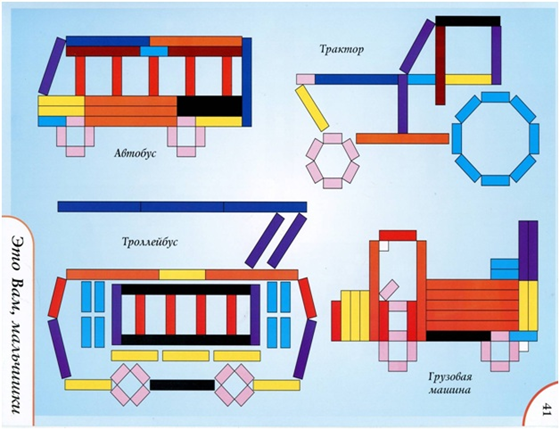 Трактор
Автобус
Троллейбус
Грузовая
машина
Это Вам, мальчишки
41